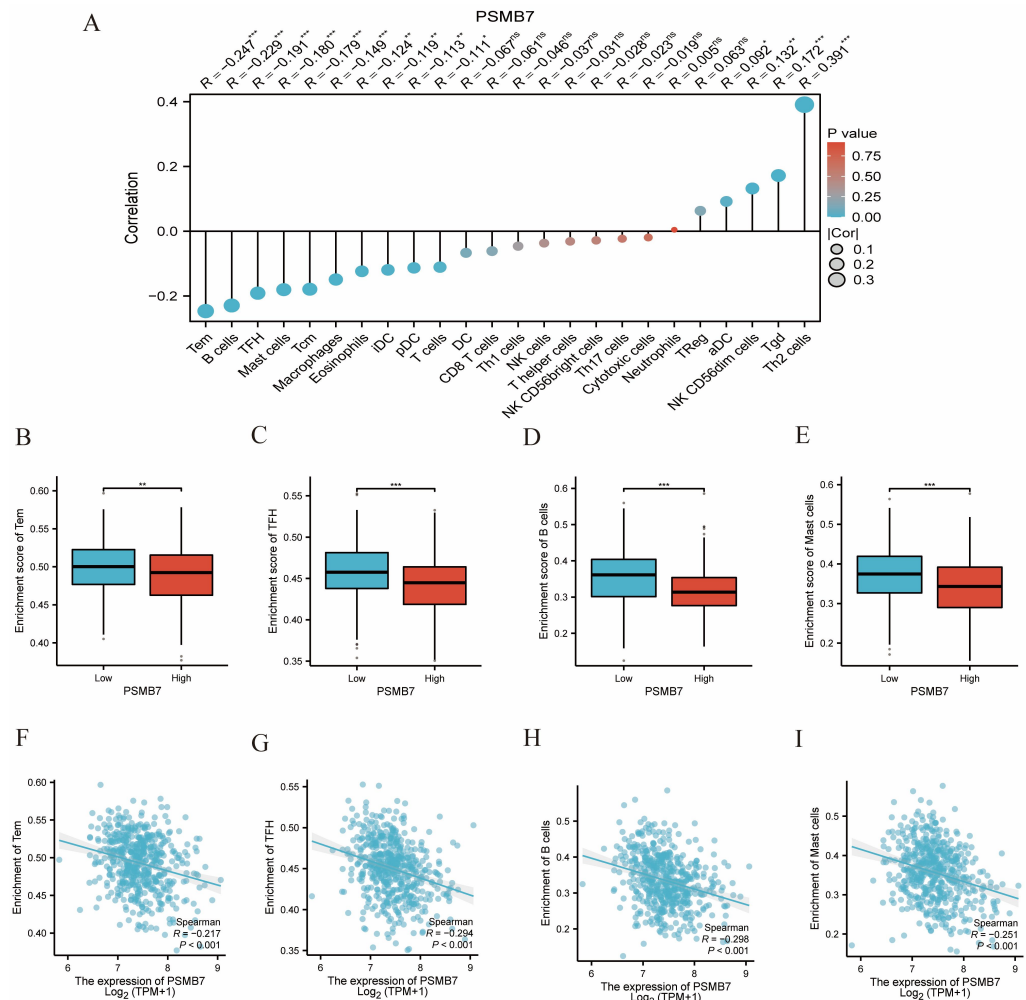 PSMB7
A
R = −0.247***
R = −0.229***
R = −0.191***
R = −0.180***
R = −0.179***
R = −0.149***
R = −0.124**
R = −0.119**
R = −0.113**
R = −0.111*
R = −0.067ns
R = −0.061ns
R = −0.046ns
R = −0.037ns
R = −0.031ns
R = −0.028ns
R = −0.023ns
R = −0.019ns
R = 0.005ns
R = 0.063ns
R = 0.092*
R = 0.132**
R = 0.172***
R = 0.391***
Correlation
0.4
0.2
0.0
−0.2
P value
0.75
0.50
0.25
0.00
|Cor|
0.1
0.2
0.3
Tem
B cells
TFH
Mast cells
Tcm
Macrophages
Eosinophils
iDC
pDC
T cells
DC
CD8 T cells
Th1 cells
NK cells
T helper cells
NK CD56bright cells
Th17 cells
Cytotoxic cells
Neutrophils
TReg
aDC
NK CD56dim cells
Tgd
Th2 cells
B
Enrichment score of Tem
0.60
0.55
0.50
0.45
0.40
**
Low High
PSMB7
C
Enrichment score of TFH
0.55
0.50
0.45
0.40
0.35
***
Low High
PSMB7
D
Enrichment score of B cells
0.6
0.5
0.4
0.3
0.2
***
Low High
PSMB7
E
Enrichment score of Mast cells
0.6
0.5
0.4
0.3
0.2
***
Low High
PSMB7
F
Enrichment of Tem
0.60
0.55
0.50
0.45
0.40
Spearman
R = −0.217
P < 0.001
6 7 8 9
The expression of PSMB7
Log2 (TPM+1)
G
Enrichment of TFH
0.55
0.50
0.45
0.40
0.35
Spearman
R = −0.294
P < 0.001
6 7 8 9
The expression of PSMB7
Log2 (TPM+1)
H
Enrichment of B cells
0.5
0.4
0.3
0.2
Spearman
R = −0.298
P < 0.001
6 7 8 9
The expression of PSMB7
Log2 (TPM+1)
I
Enrichment of Mast cells
0.5
0.4
0.3
0.2
Spearman
R = −0.251
P < 0.001
6 7 8 9
The expression of PSMB7
Log2 (TPM+1)